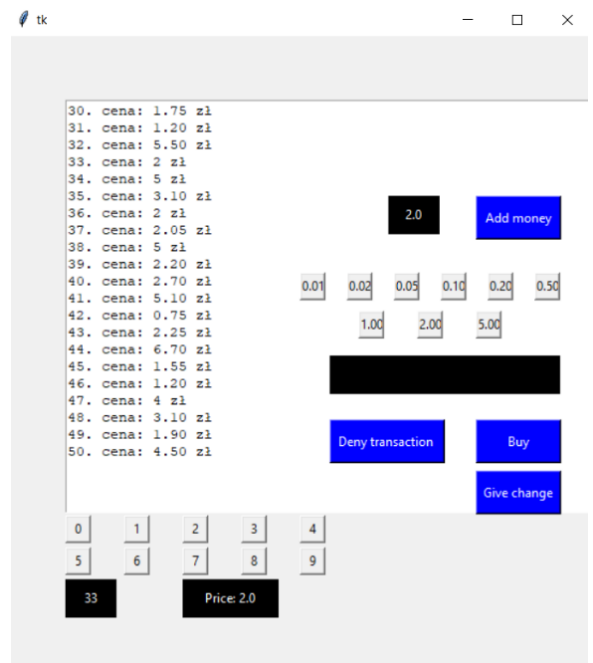 tk
30. cena: 1.75 zł
31. cena: 1.20 zł
32. cena: 5.50 zł
33. cena: 2 zł
34. cena: 5 zł
35. cena: 3.10 zł
36. cena: 2 zł
37. cena: 2.05 zł
38. cena: 5 zł
39. cena: 2.20 zł
40. cena: 2.70 zł
41. cena: 5.10 zł
42. cena: 0.75 zł
43. cena: 2.25 zł
44. cena: 6.70 zł
45. cena: 1.55 zł
46. cena: 1.20 zł
47. cena: 4 zł
48. cena: 3.10 zł
49. cena: 1.90 zł
50. cena: 4.50 zł
2.0 Add money
0.01 0.02 0.05 0.10 0.20 0.50
1.00 2.00 5.00
Deny transaction Buy
Give change
0 1 2 3 4
5 6 7 8 9
33 Price: 2.0